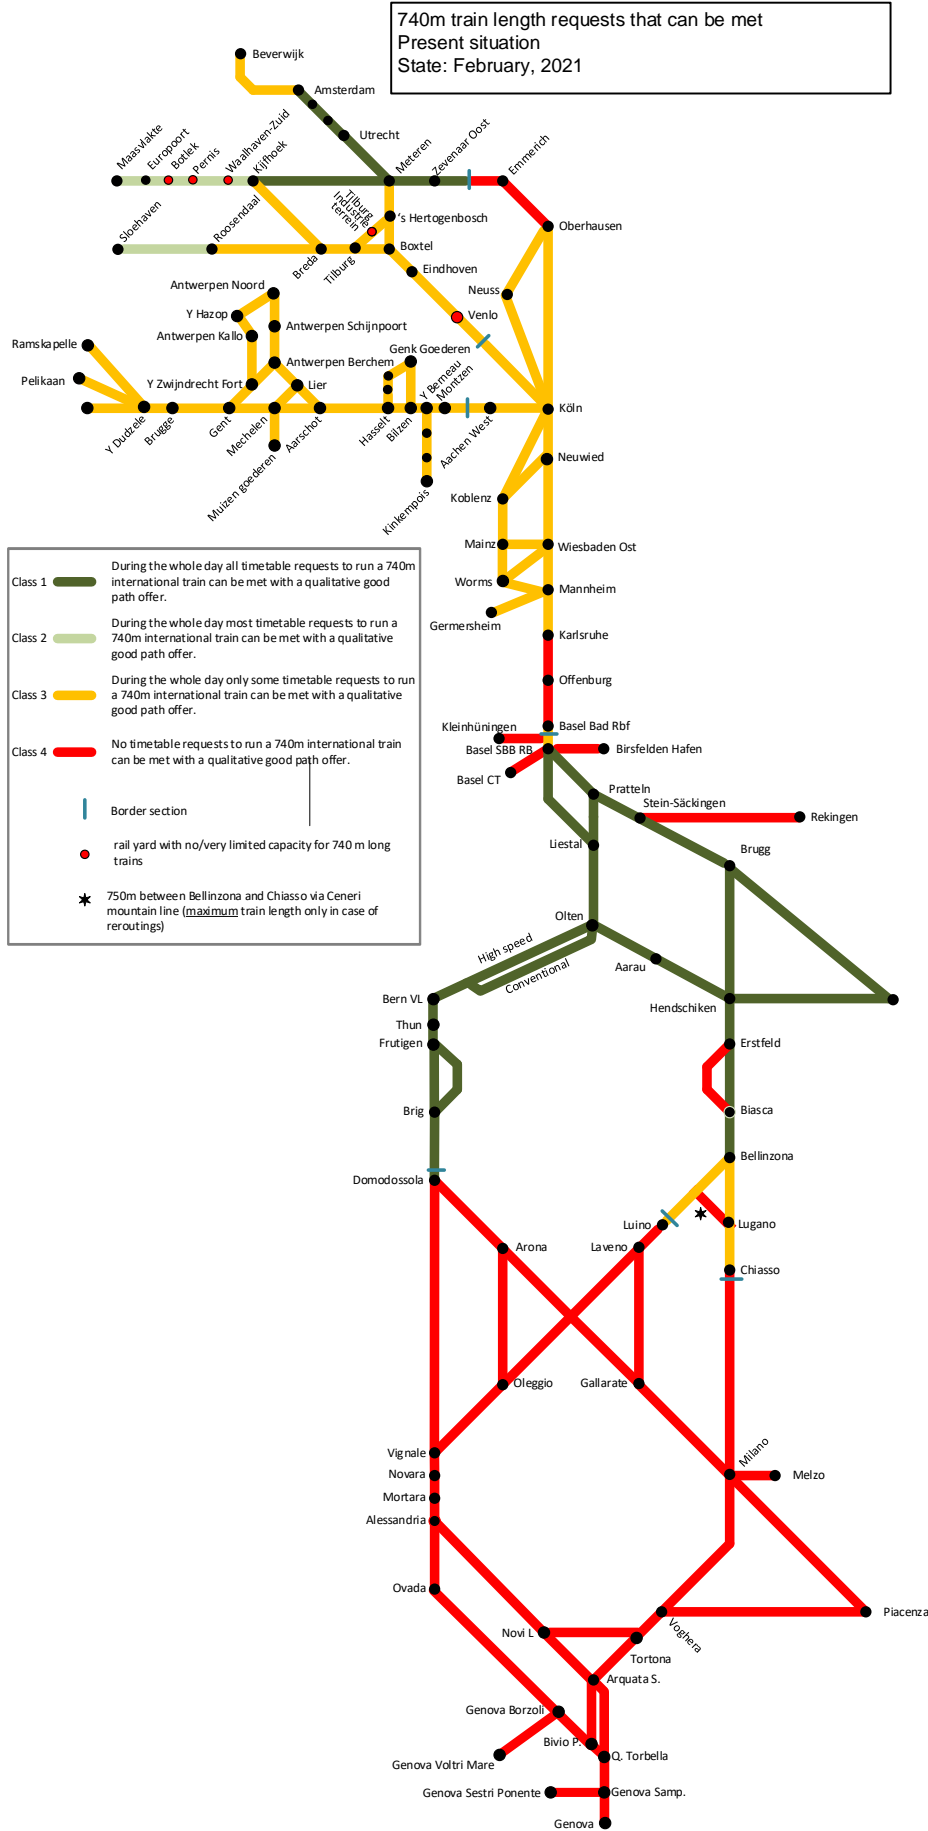 740m train length requests that can be met
Present situation
State: February, 2021
Beverwijk
Amsterdam
Utrecht
Maasvlakte
Europoort
Botlek
Pernis
Waalhaven-Zuid
Kijfhoek
Meteren
Zevenaar Oost
Emmerich
Sloehaven
Roosendaal
Tilburg
Industrie
terrein
's Hertogenbosch
Oberhausen
Breda
Tilburg
Boxtel
Eindhoven
Antwerpen Noord
Neuss
Y Hazop
Venlo
Antwerpen Schijnpoort
Antwerpen Kallo
Ramskapelle
Genk Goederen
Antwerpen Berchem
Y Berneau
Montzen
Pelikaan
Y Zwijndrecht Fort
Lier
Köln
Y Dudzele
Brugge
Gent
Mechelen
Aarschot
Hasselt
Bilzen
Aachen West
Muizen goederen
Kinkempois
Neuwied
Koblenz
Mainz
Wiesbaden Ost
Worms
Mannheim
Germersheim
Karlsruhe
Offenburg
Class 1
During the whole day all timetable requests to run a 740m
international train can be met with a qualitative good
path offer.
Class 2
During the whole day most timetable requests to run a
740m international train can be met with a qualitative
good path offer.
Class 3
During the whole day only some timetable requests to run
a 740m international train can be met with a qualitative
good path offer.
Class 4
No timetable requests to run a 740m international train
can be met with a qualitative good path offer.
Border section
rail yard with no/very limited capacity for 740 m long
trains
750m between Bellinzona and Chiasso via Ceneri
mountain line (maximum train length only in case of
reroutings)
Kleinhüningen
Basel Bad Rbf
Basel SBB RB
Birsfelden Hafen
Basel CT
Pratteln
Stein-Säckingen
Rekingen
Liestal
Brugg
Olten
High speed
Conventional
Aarau
Bern VL
Hendschiken
Thun
Frutigen
Erstfeld
Brig
Biasca
Bellinzona
Domodossola
Luino
Lugano
Arona
Laveno
Chiasso
Oleggio
Gallarate
Vignale
Milano
Novara
Melzo
Mortara
Alessandria
Ovada
Piacenza
Novi L
Voghera
Tortona
Arquata S.
Genova Borzoli
Bivio P.
Q. Torbella
Genova Voltri Mare
Genova Sestri Ponente
Genova Samp.
Genova